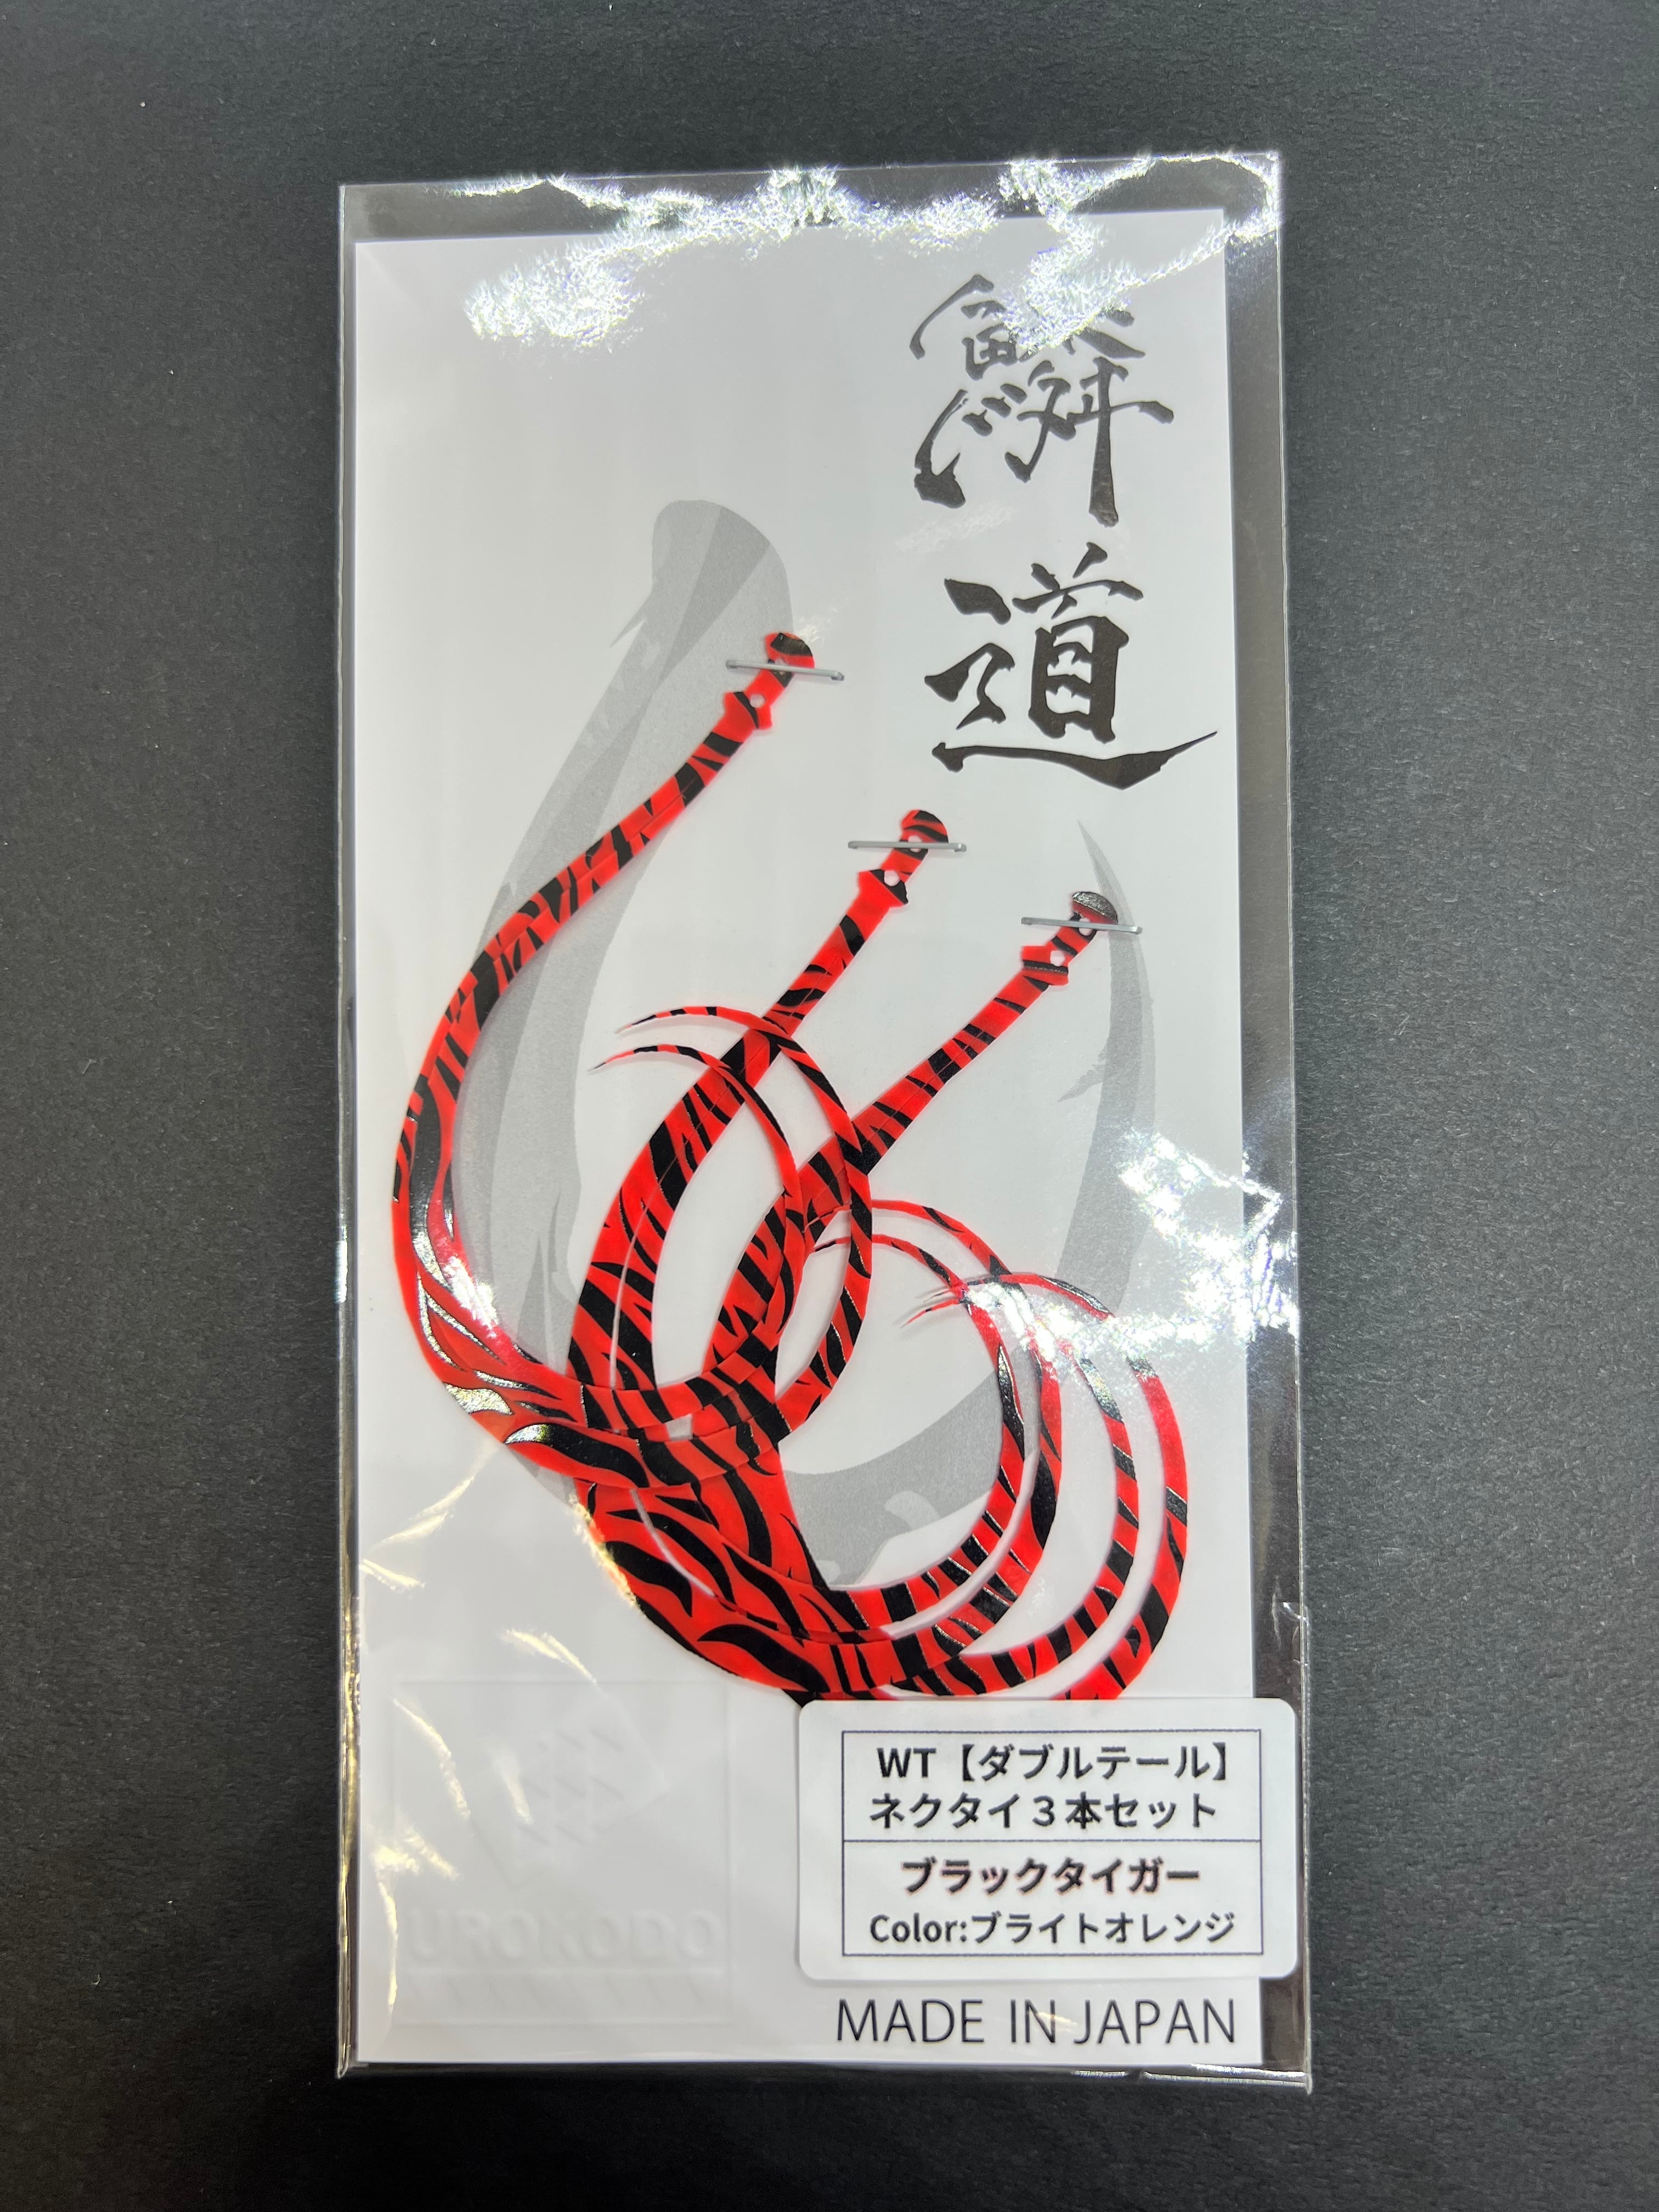 鱗道
WT【ダブルテール】
ネクタイ３本セット
ブラックタイガー
Color:ブライトオレンジ
UROKODO
MADE IN JAPAN